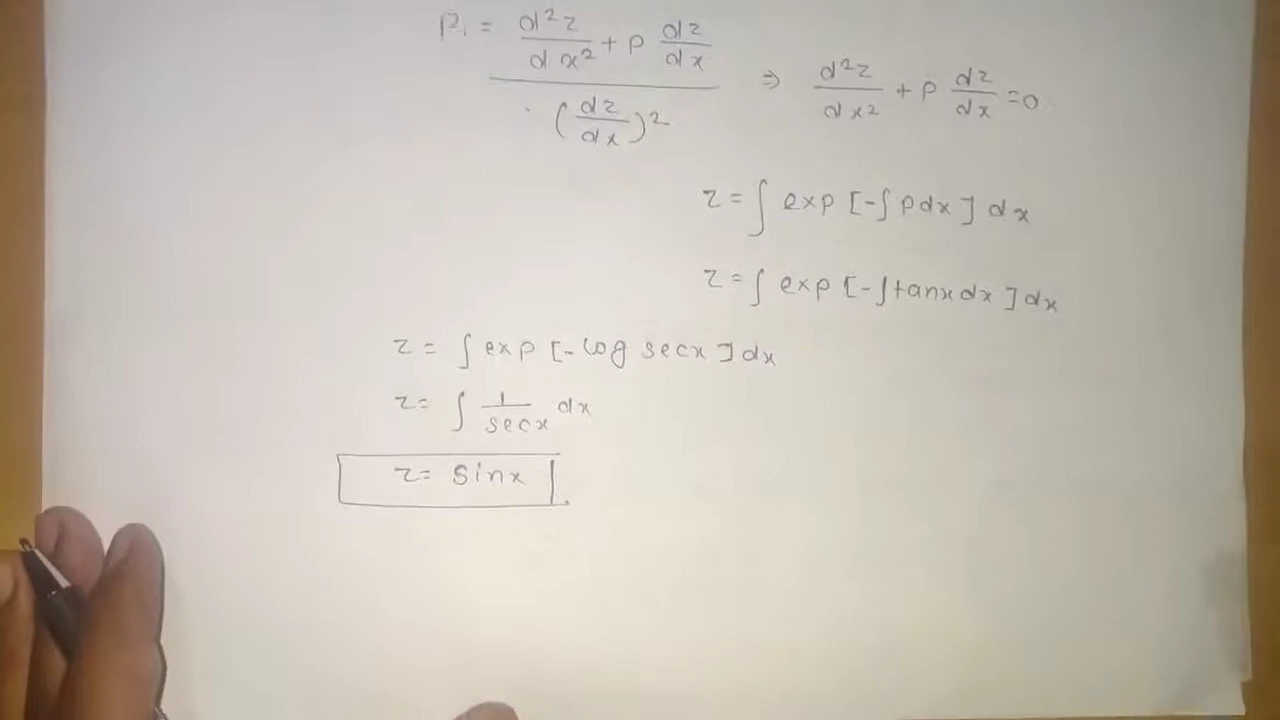 P₁ = (d²z/dx² + P dz/dx) / (dz/dx)² ⇒ d²z/dx² + P dz/dx = 0
z = ∫ exp [-∫ pdx] dx
z = ∫ exp [-∫tanx dx] dx
z = ∫ exp [-log secx] dx
z = ∫ 1/secx dx
z = sinx